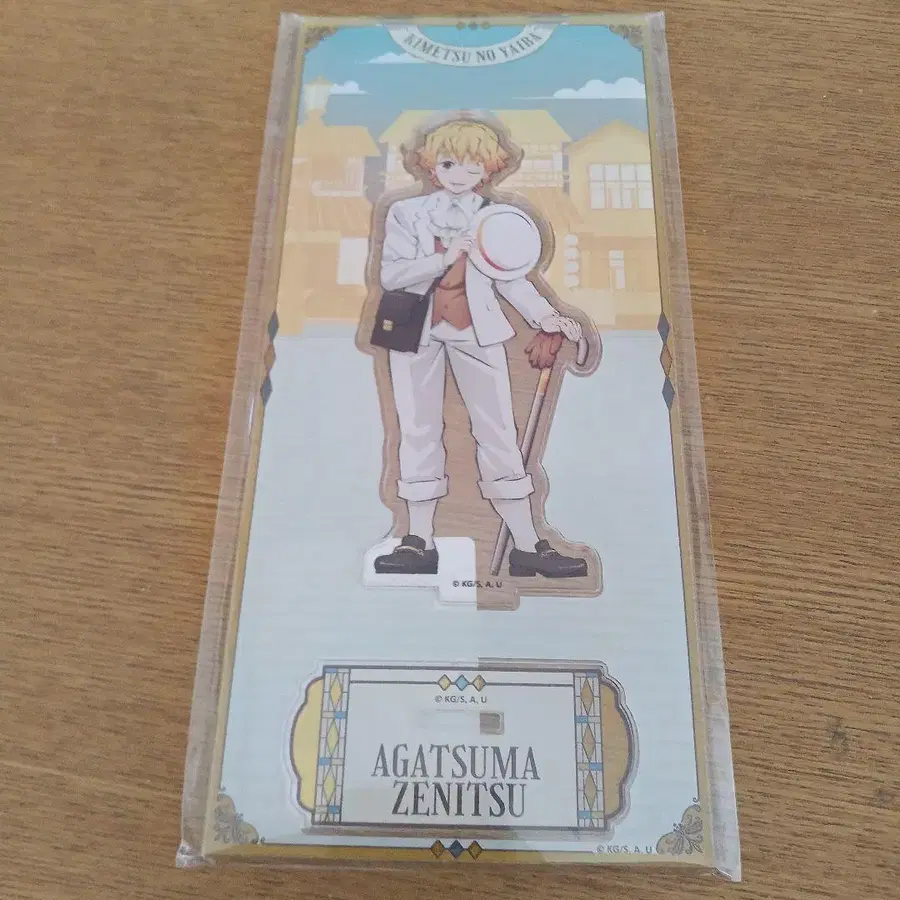 KIMETSU NO YAIBA
© KG/S, A, U
© KG/S, A, U
AGATSUMA
ZENITSU
© KG/S, A, U